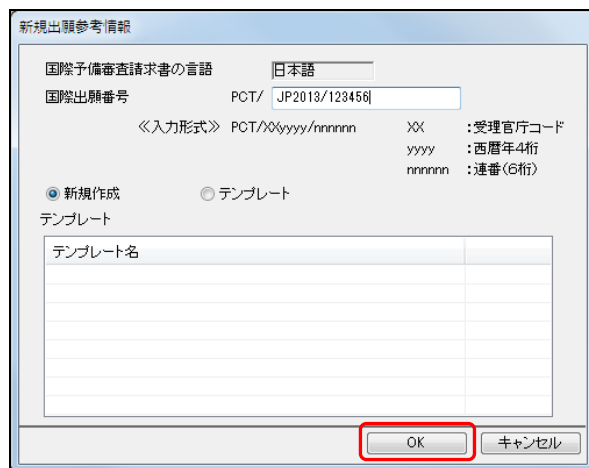 新規出願参考情報
国際予備審査請求書の言語 日本語
国際出願番号 PCT/ JP2013/123456
≪入力形式≫ PCT/XXyyyy/nnnnnn XX :受理官庁コード
yyyy :西暦年4桁
nnnnnn :連番(6桁)
新規作成 テンプレート
テンプレート
テンプレート名
OK キャンセル